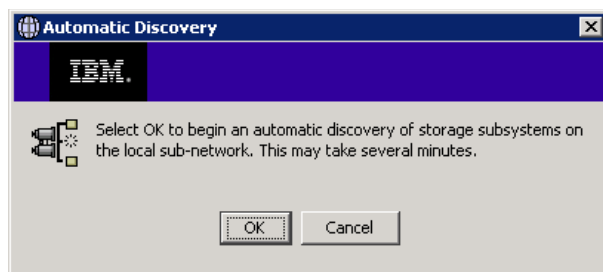 Automatic Discovery
IBM.
Select OK to begin an automatic discovery of storage subsystems on
the local sub-network. This may take several minutes.
OK
Cancel